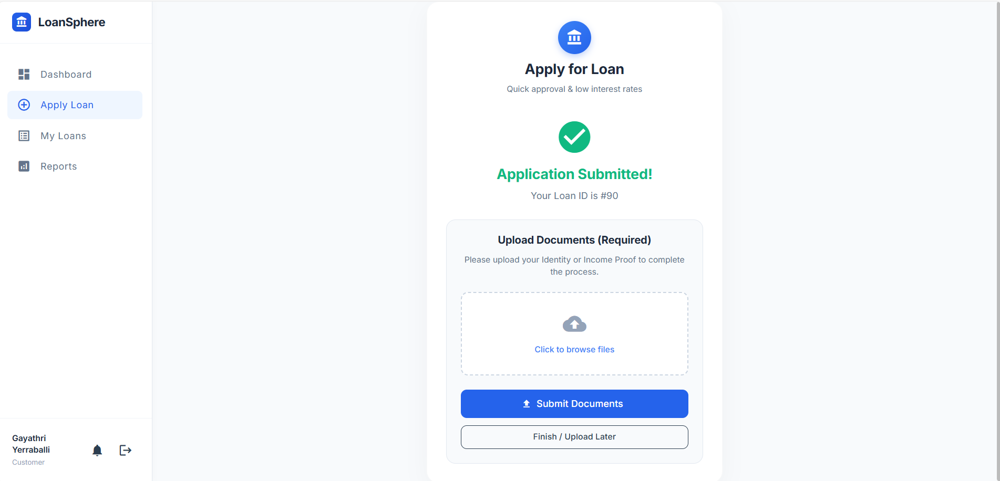 LoanSphere
Dashboard
Apply Loan
My Loans
Reports
Gayathri
Yerraballi
Customer
Apply for Loan
Quick approval & low interest rates
Application Submitted!
Your Loan ID is #90
Upload Documents (Required)
Please upload your Identity or Income Proof to complete
the process.
Click to browse files
Submit Documents
Finish / Upload Later